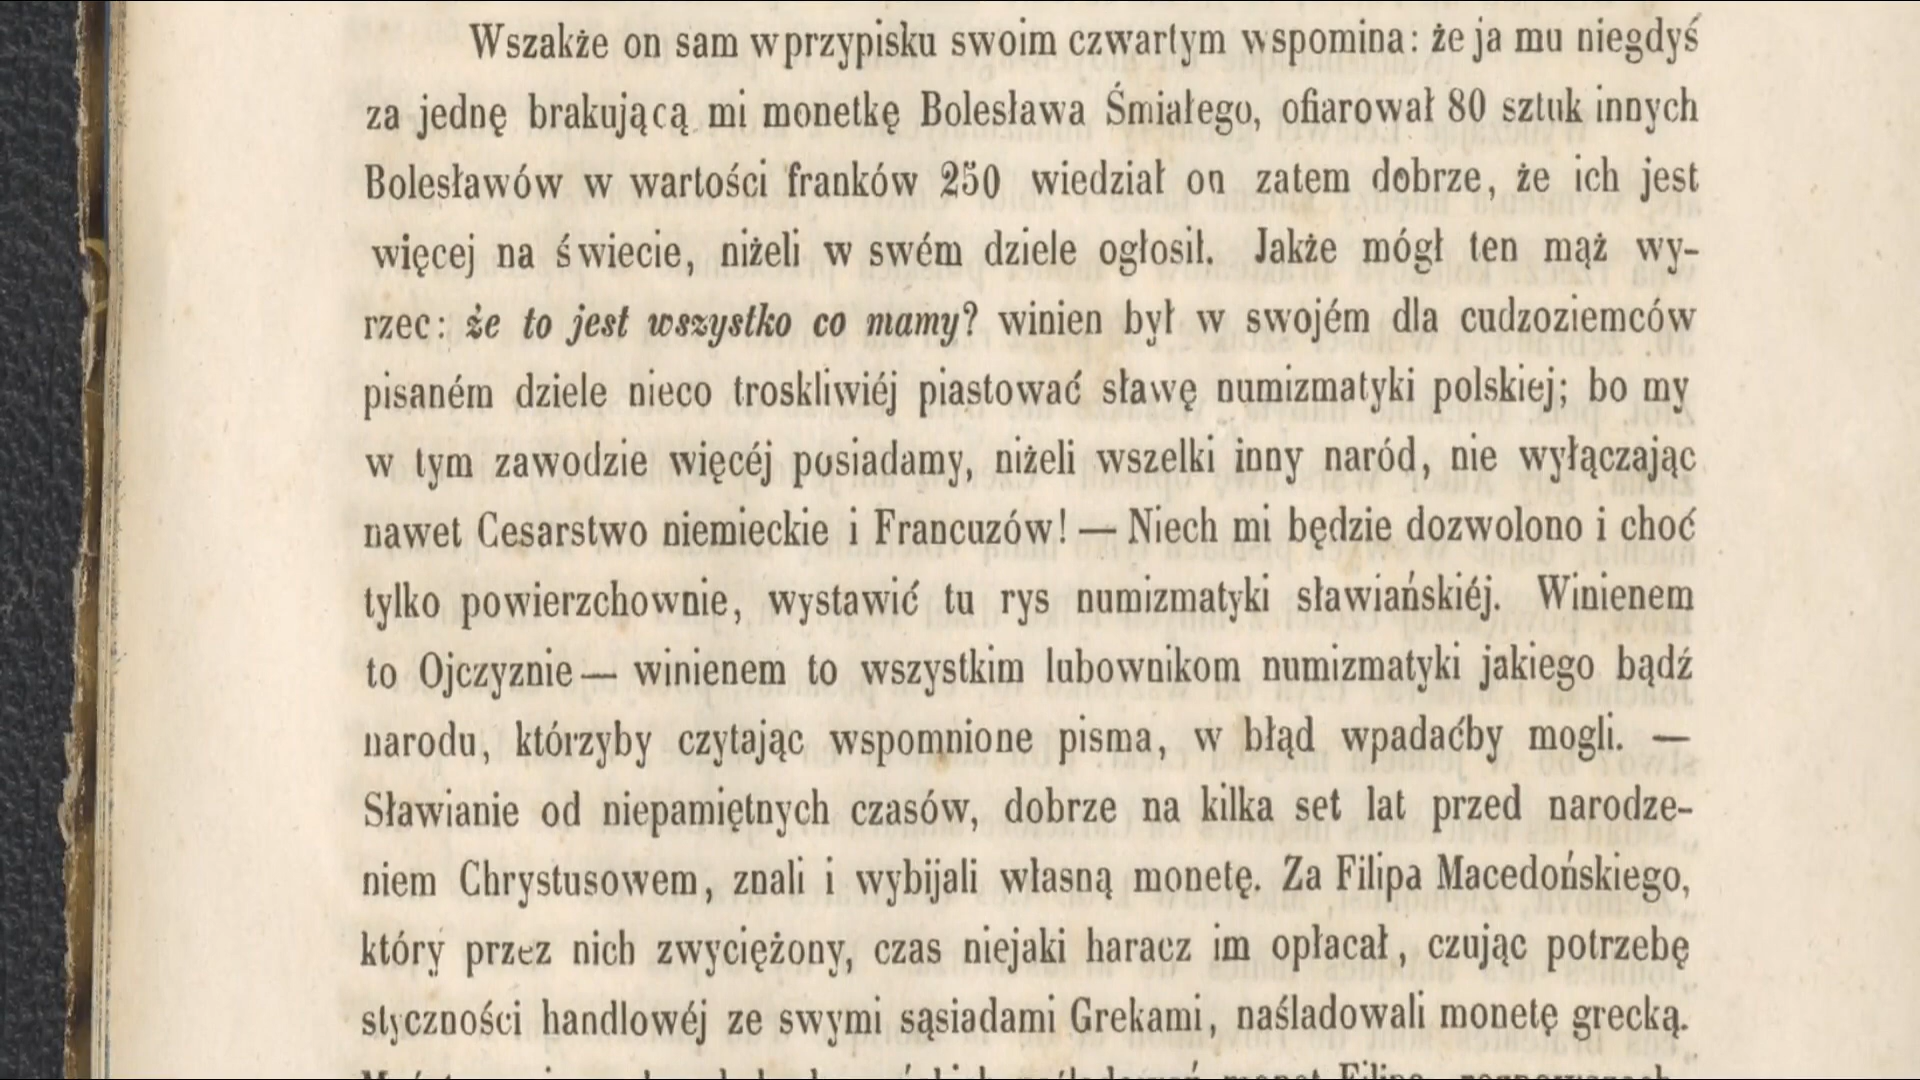 Wszakże on sam w przypisku swoim czwartym wspomina: że ja mu niegdyś
za jednę brakującą mi monetkę Bolesława Śmiałego, ofiarował 80 sztuk innych
Bolesławów w wartości franków 250 wiedział on zatem dobrze, że ich jest
więcej na świecie, niżeli w swém dziele ogłosił. Jakże mógł ten mąż wy-
rzec: że to jest wszystko co mamy? winien był w swojém dla cudzoziemców
pisaném dziele nieco troskliwiéj piastować sławę numizmatyki polskiej; bo my
w tym zawodzie więcéj posiadamy, niżeli wszelki inny naród, nie wyłączając
nawet Cesarstwo niemieckie i Francuzów! — Niech mi będzie dozwolono i choć
tylko powierzchownie, wystawić tu rys numizmatyki sławiańskiéj. Winienem
to Ojczyznie — winienem to wszystkim lubownikom numizmatyki jakiego bądź
narodu, którzyby czytając wspomnione pisma, w błąd wpadaćby mogli. —
Sławianie od niepamiętnych czasów, dobrze na kilka set lat przed narodze-
niem Chrystusowem, znali i wybijali własną monetę. Za Filipa Macedońskiego,
który przez nich zwyciężony, czas niejaki haracz im opłacał, czując potrzebę
styczności handlowéj ze swymi sąsiadami Grekami, naśladowali monetę grecką.